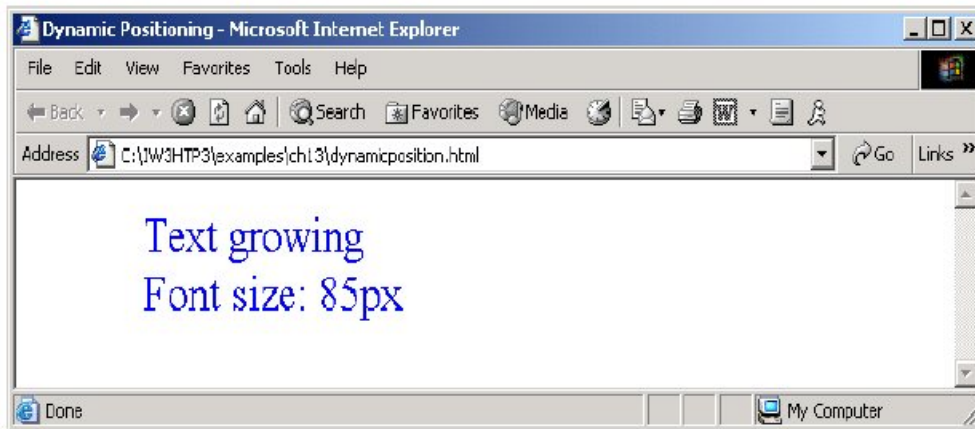 Dynamic Positioning - Microsoft Internet Explorer
File Edit View Favorites Tools Help
Back Search Favorites Media W
Address C:\IW3HTP3\examples\ch13\dynamicposition.html Go Links »
Text growing
Font size: 85px
Done My Computer